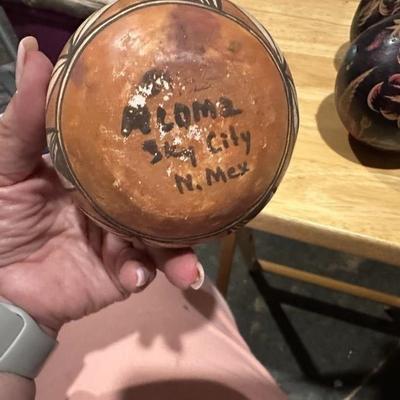 Acoma
Sky City
N. Mex